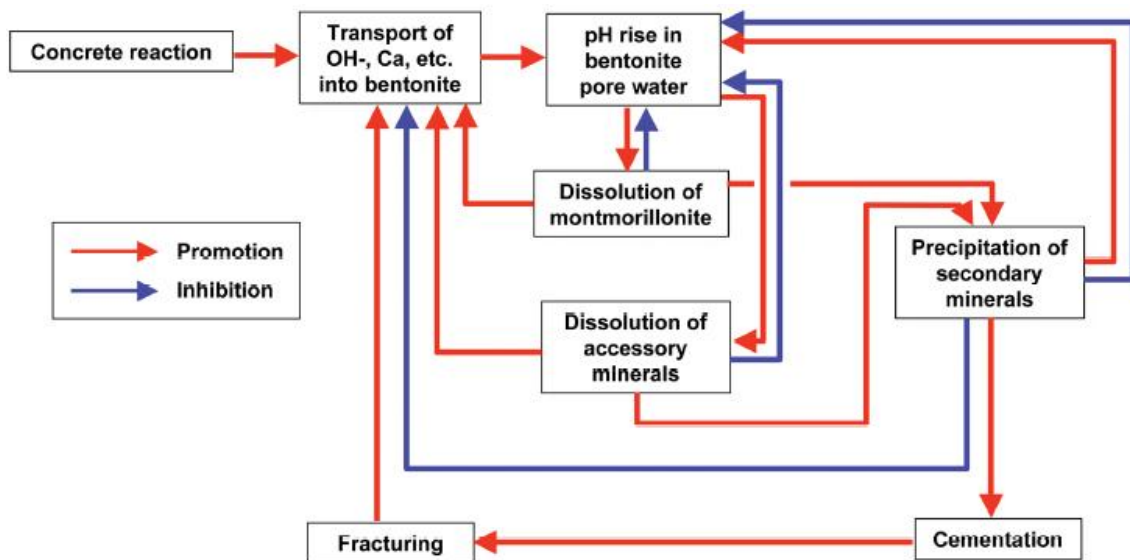 Concrete reaction
Transport of
OH-, Ca, etc.
into bentonite
pH rise in
bentonite
pore water
Dissolution of
montmorillonite
Promotion
Inhibition
Precipitation of
secondary
minerals
Dissolution of
accessory
minerals
Fracturing
Cementation